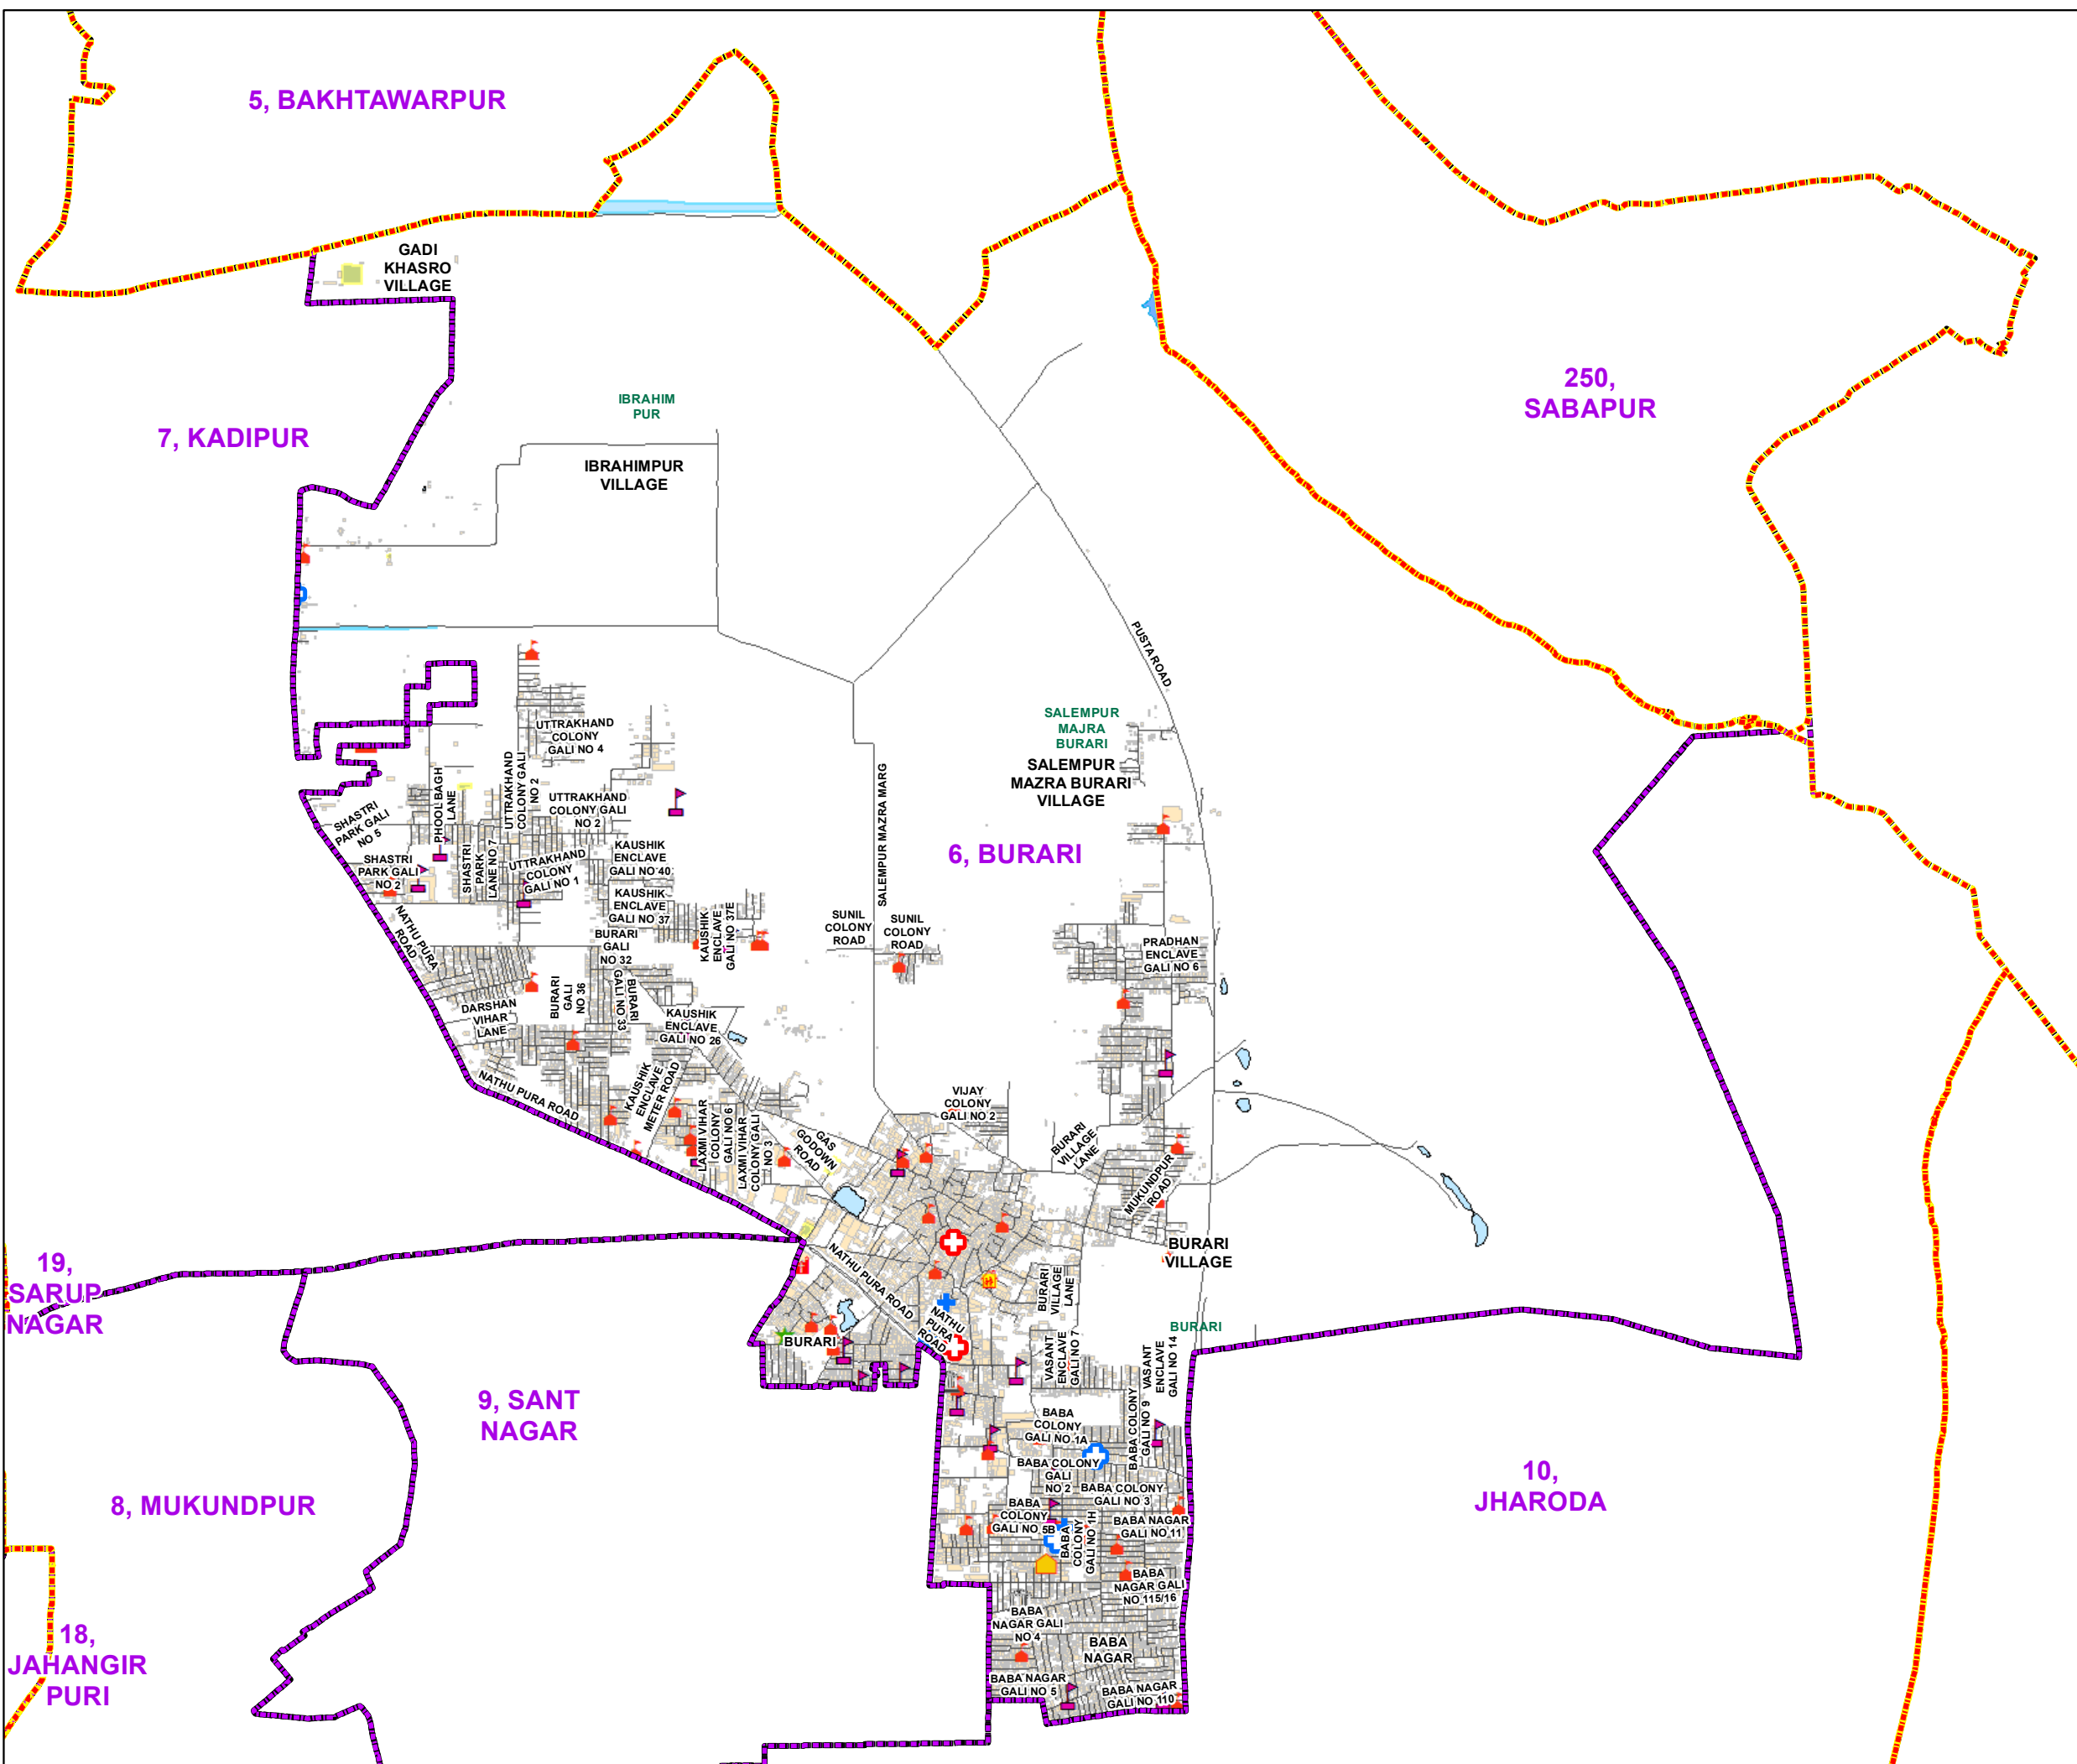 5, BAKHTAWARPUR
GADI
KHASRO
VILLAGE
250,
SABAPUR
7, KADIPUR
IBRAHIM
PUR
IBRAHIMPUR
VILLAGE
PUSTA ROAD
SALEMPUR
MAJRA
BURARI
SALEMPUR
MAZRA BURARI
VILLAGE
UTTRAKHAND
COLONY
GALI NO 4
UTTRAKHAND
COLONY GALI
NO 2
PHOOLBAGH
LANE
UTTRAKHAND
COLONY GALI
NO 2
SHASTRI
PARK GALI
NO 5
SALEMPUR MAZRA MARG
6, BURARI
SHASTRI
PARK GALI
NO 2
SHASTRI
PARK
LANE NO 7
UTTRAKHAND
COLONY
GALI NO 1
KAUSHIK
ENCLAVE
GALI NO 40
KAUSHIK
ENCLAVE
GALI NO 37
KAUSHIK
ENCLAVE
GALI NO 37E
SUNIL
COLONY
ROAD
SUNIL
COLONY
ROAD
NATHU PURA
ROAD
BURARI
GALI
NO 32
PRADHAN
ENCLAVE
GALI NO 6
BURARI
GALI
NO 36
BURARI
GALI NO 33
DARSHAN
VIHAR
LANE
KAUSHIK
ENCLAVE
GALI NO 26
NATHU PURA ROAD
KAUSHIK
ENCLAVE
METER ROAD
LAXMI VIHAR
COLONY
GALI NO 6
LAXMI VIHAR
COLONY GALI
NO 3
GAS
GODOWN
ROAD
VIJAY
COLONY
GALI NO 2
BURARI
VILLAGE
LANE
MUKUNDPUR
ROAD
BURARI
VILLAGE
19,
SARUP
NAGAR
NATHU PURA ROAD
BURARI
VILLAGE
LANE
NATHU
PURA
ROAD
BURARI
BURARI
VASANT
ENCLAVE
GALI NO 7
VASANT
ENCLAVE
GALI NO 14
9, SANT
NAGAR
BABA
COLONY
GALI NO 1A
BABA COLONY
GALI NO 9
BABA COLONY
GALI
NO 2
BABA COLONY
GALI NO 3
10,
JHARODA
8, MUKUNDPUR
BABA
COLONY
GALI NO 5B
BABA
COLONY
GALI NO 1H
BABA NAGAR
GALI NO 11
BABA
NAGAR GALI
NO 115/16
BABA
NAGAR GALI
NO 4
BABA
NAGAR
18,
JAHANGIR
PURI
BABA NAGAR
GALI NO 5
BABA NAGAR
GALI NO 110